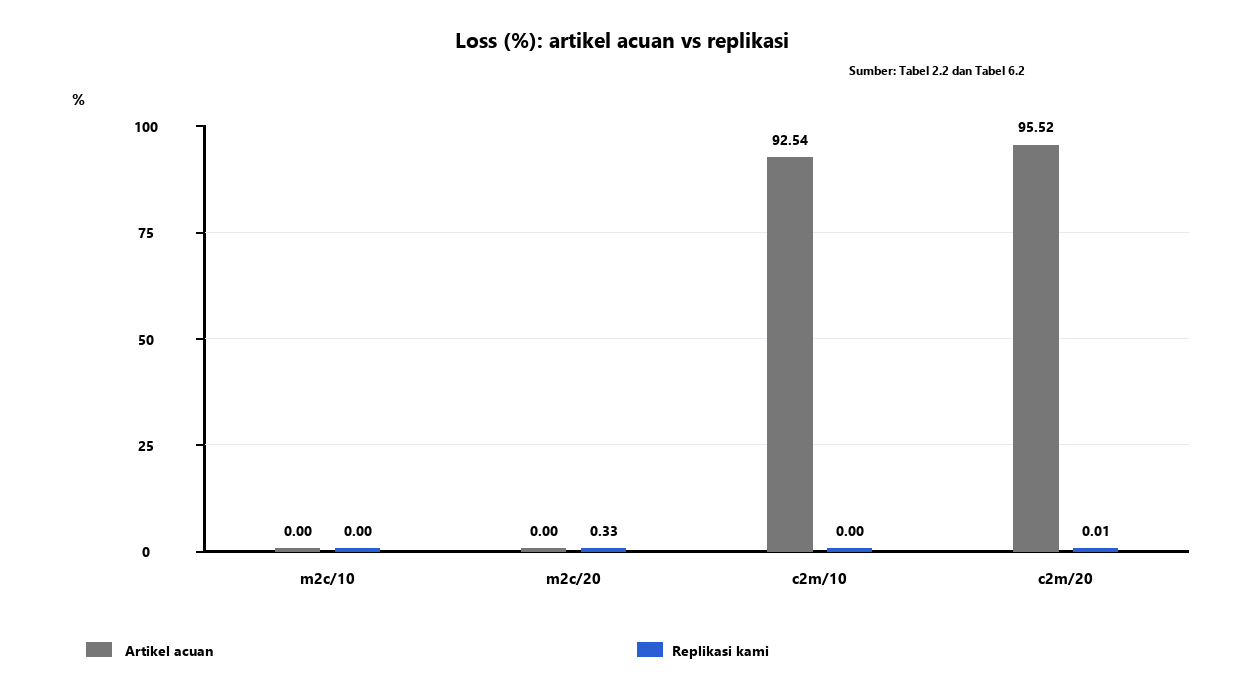 Loss (%): artikel acuan vs replikasi
Sumber: Tabel 2.2 dan Tabel 6.2
%
100
75
50
25
0
0.00 0.00 0.00 0.33 92.54 0.00 95.52 0.01
m2c/10 m2c/20 c2m/10 c2m/20
Artikel acuan Replikasi kami